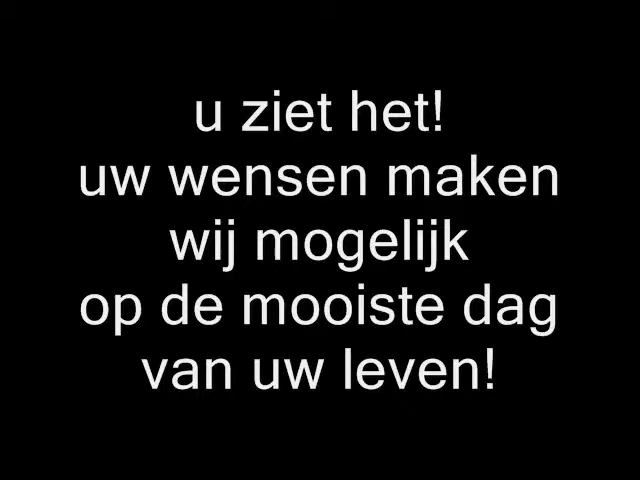 u ziet het!
uw wensen maken
wij mogelijk
op de mooiste dag
van uw leven!